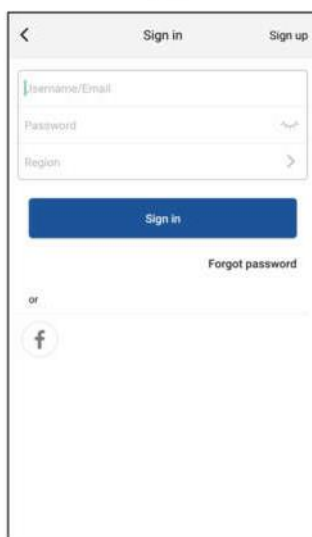 Sign in
Sign up
Username/Email
Password
Region
Sign in
Forgot password
or
f